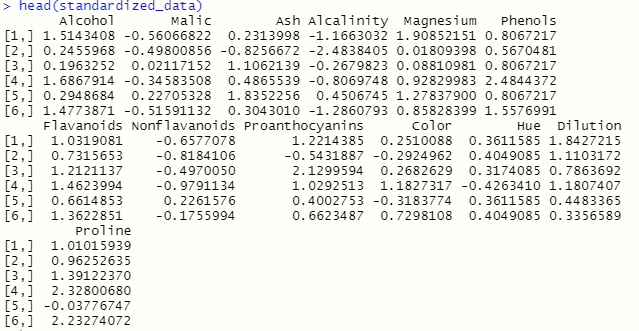 > head(standardized_data)
Alcohol Malic Ash Alcalinity Magnesium Phenols
[1,] 1.5143408 -0.56066822 0.2313998 -1.1663032 1.90852151 0.8067217
[2,] 0.2455968 -0.49800856 -0.8256672 -2.4838405 0.01809398 0.5670481
[3,] 0.1963252 0.02117152 1.1062139 -0.2679823 0.08810981 0.8067217
[4,] 1.6867914 -0.34583508 0.4865539 -0.8069748 0.92829983 2.4844372
[5,] 0.2948684 0.22705328 1.8352256 0.4506745 1.27837900 0.8067217
[6,] 1.4773871 -0.51591132 0.3043010 -1.2860793 0.85828399 1.5576991
Flavanoids Nonflavanoids Proanthocyanins Color Hue Dilution
[1,] 1.0319081 -0.6577078 1.2214385 0.2510088 0.3611585 1.8427215
[2,] 0.7315653 -0.8184106 -0.5431887 -0.2924962 0.4049085 1.1103172
[3,] 1.2121137 -0.4970050 2.1299594 0.2682629 0.3174085 0.7863692
[4,] 1.4623994 -0.9791134 1.0292513 1.1827317 -0.4263410 1.1807407
[5,] 0.6614853 0.2261576 0.4002753 -0.3183774 0.3611585 0.4483365
[6,] 1.3622851 -0.1755994 0.6623487 0.7298108 0.4049085 0.3356589
Proline
[1,] 1.01015939
[2,] 0.96252635
[3,] 1.39122370
[4,] 2.32800680
[5,] -0.03776747
[6,] 2.23274072